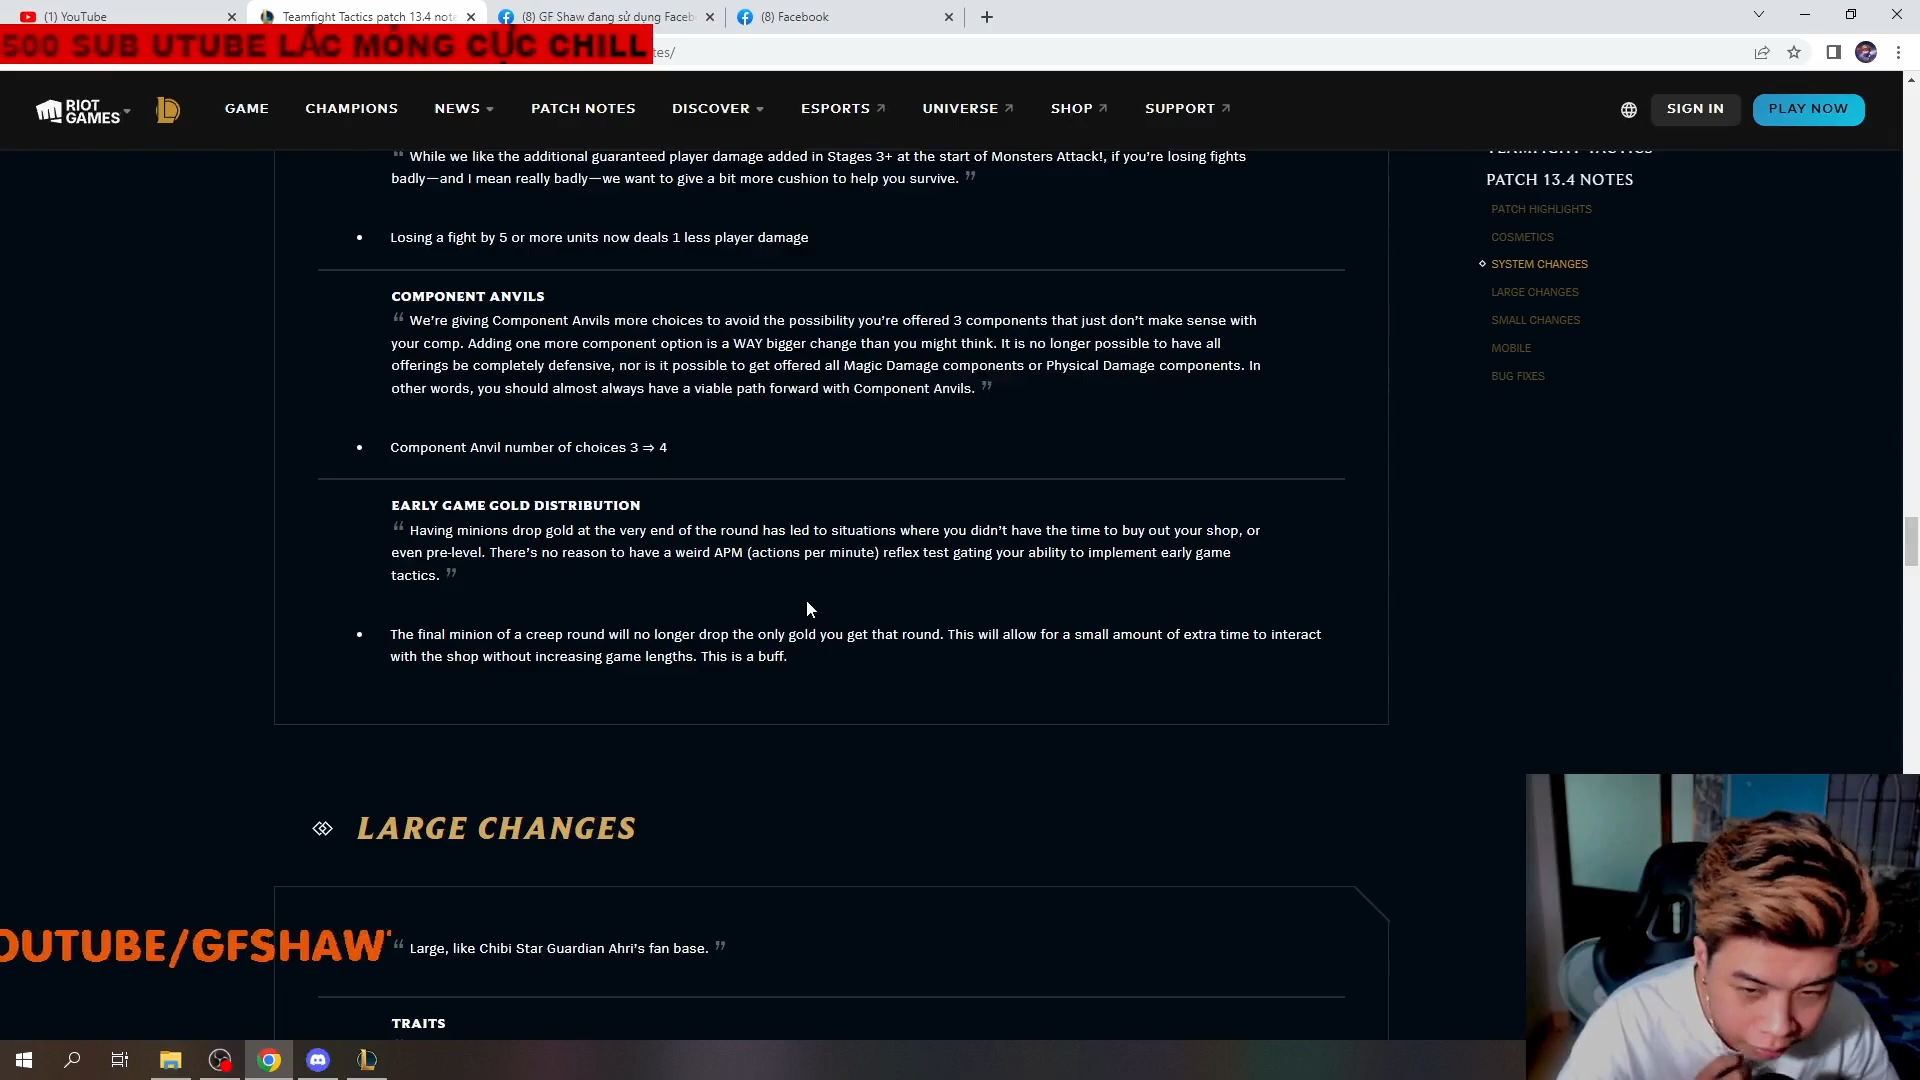 (1) YouTube
Teamfight Tactics patch 13.4 note
(8) GF Shaw đang sử dụng Faceb
(8) Facebook
500 SUB UTUBE LẮC MÔNG CỰC CHILL
tes/
RIOT GAMES
GAME
CHAMPIONS
NEWS
PATCH NOTES
DISCOVER
ESPORTS
UNIVERSE
SHOP
SUPPORT
SIGN IN
PLAY NOW
“ While we like the additional guaranteed player damage added in Stages 3+ at the start of Monsters Attack!, if you’re losing fights
badly—and I mean really badly—we want to give a bit more cushion to help you survive. ”
• Losing a fight by 5 or more units now deals 1 less player damage
COMPONENT ANVILS
“ We’re giving Component Anvils more choices to avoid the possibility you’re offered 3 components that just don’t make sense with
your comp. Adding one more component option is a WAY bigger change than you might think. It is no longer possible to have all
offerings be completely defensive, nor is it possible to get offered all Magic Damage components or Physical Damage components. In
other words, you should almost always have a viable path forward with Component Anvils. ”
• Component Anvil number of choices 3 ⇒ 4
EARLY GAME GOLD DISTRIBUTION
“ Having minions drop gold at the very end of the round has led to situations where you didn’t have the time to buy out your shop, or
even pre-level. There’s no reason to have a weird APM (actions per minute) reflex test gating your ability to implement early game
tactics. ”
• The final minion of a creep round will no longer drop the only gold you get that round. This will allow for a small amount of extra time to interact
with the shop without increasing game lengths. This is a buff.
LARGE CHANGES
“ Large, like Chibi Star Guardian Ahri’s fan base. ”
TRAITS
OUTUBE/GFSHAW
TEAMFIGHT TACTICS
PATCH 13.4 NOTES
PATCH HIGHLIGHTS
COSMETICS
SYSTEM CHANGES
LARGE CHANGES
SMALL CHANGES
MOBILE
BUG FIXES